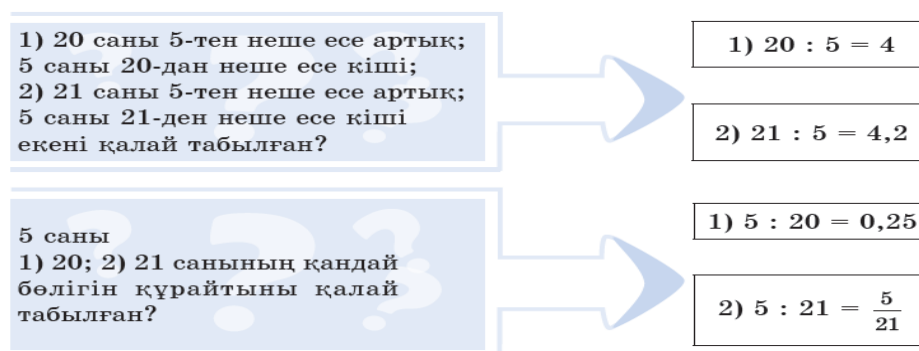 1) 20 саны 5-тен неше есе артық;
5 саны 20-дан неше есе кіші;
2) 21 саны 5-тен неше есе артық;
5 саны 21-ден неше есе кіші
екені қалай табылған?
1) 20 : 5 = 4
2) 21 : 5 = 4,2
5 саны
1) 20; 2) 21 санының қандай
бөлігін құрайтыны қалай
табылған?
1) 5 : 20 = 0,25
2) 5 : 21 = 5/21